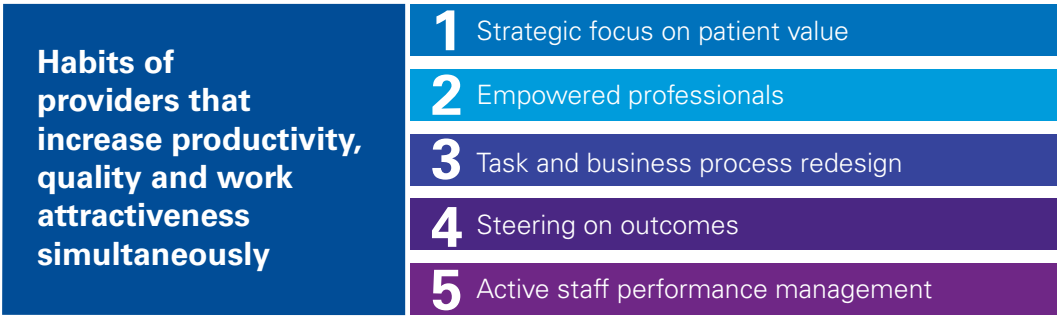 Habits of
providers that
increase productivity,
quality and work
attractiveness
simultaneously
1 Strategic focus on patient value
2 Empowered professionals
3 Task and business process redesign
4 Steering on outcomes
5 Active staff performance management